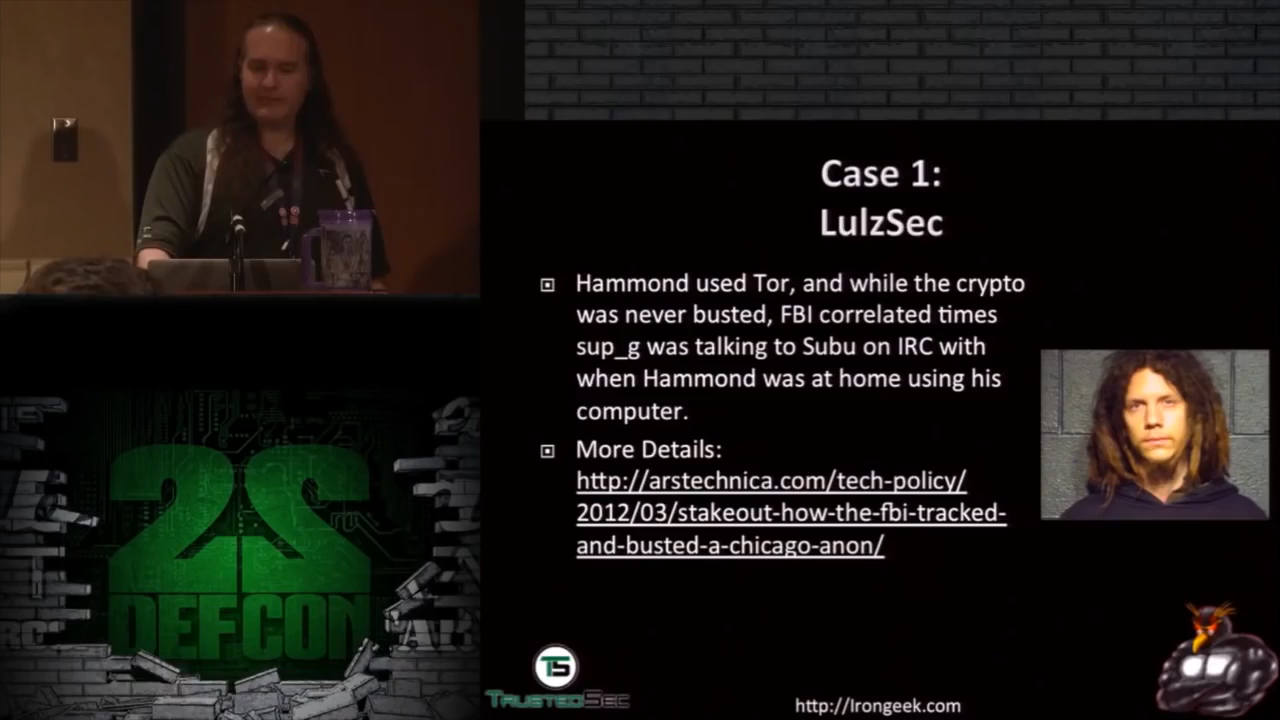 Case 1:
LulzSec
Hammond used Tor, and while the crypto
was never busted, FBI correlated times
sup_g was talking to Subu on IRC with
when Hammond was at home using his
computer.
More Details:
http://arstechnica.com/tech-policy/
2012/03/stakeout-how-the-fbi-tracked-
and-busted-a-chicago-anon/
22
DEFCON
TS
TRUSTEDSEC
http://Irongeek.com